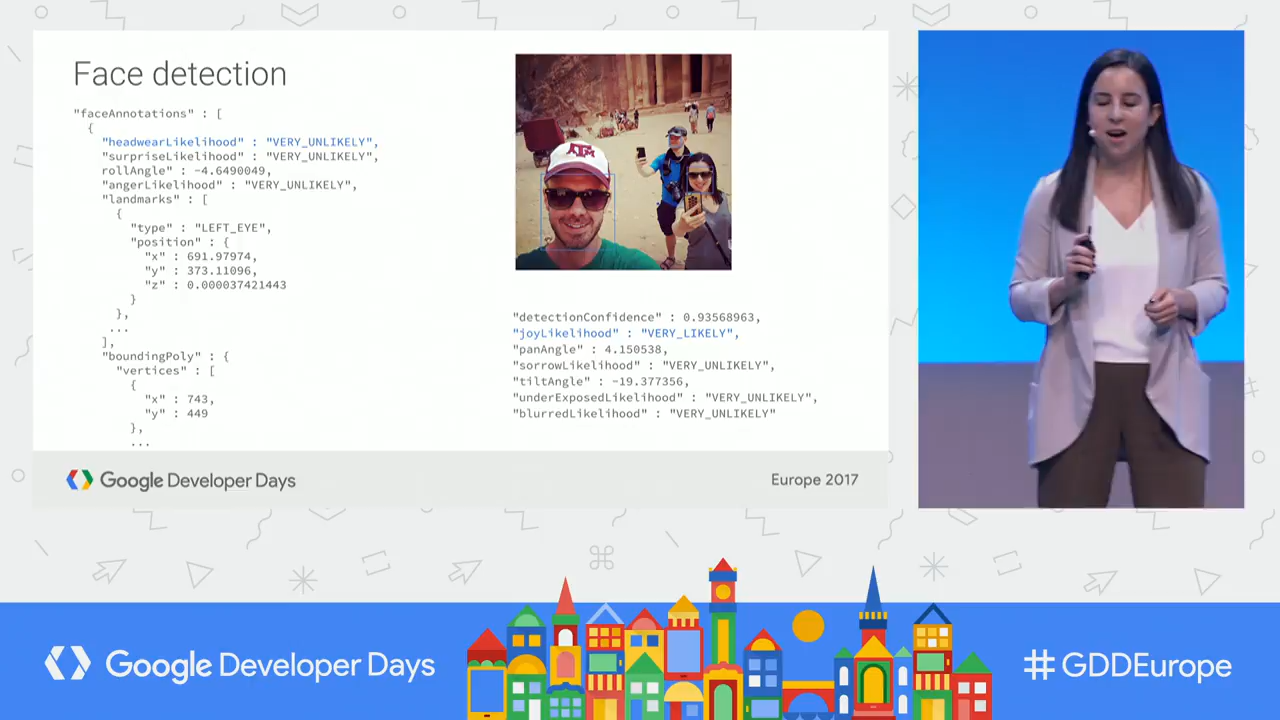 Face detection
"faceAnnotations" : [
{
"headwearLikelihood" : "VERY_UNLIKELY",
"surpriseLikelihood" : "VERY_UNLIKELY",
rollAngle" : -4.6490049,
"angerLikelihood" : "VERY_UNLIKELY",
"landmarks" : [
{
"type" : "LEFT_EYE",
"position" : {
"x" : 691.97974,
"y" : 373.11096,
"z" : 0.000037421443
}
},
...
],
"boundingPoly" : {
"vertices" : [
{
"x" : 743,
"y" : 449
},
...
ATM
"detectionConfidence" : 0.93568963,
"joyLikelihood" : "VERY_LIKELY",
"panAngle" : 4.150538,
"sorrowLikelihood" : "VERY_UNLIKELY",
"tiltAngle" : -19.377356,
"underExposedLikelihood" : "VERY_UNLIKELY",
"blurredLikelihood" : "VERY_UNLIKELY"
Google Developer Days
Europe 2017
Google Developer Days
#GDDEurope